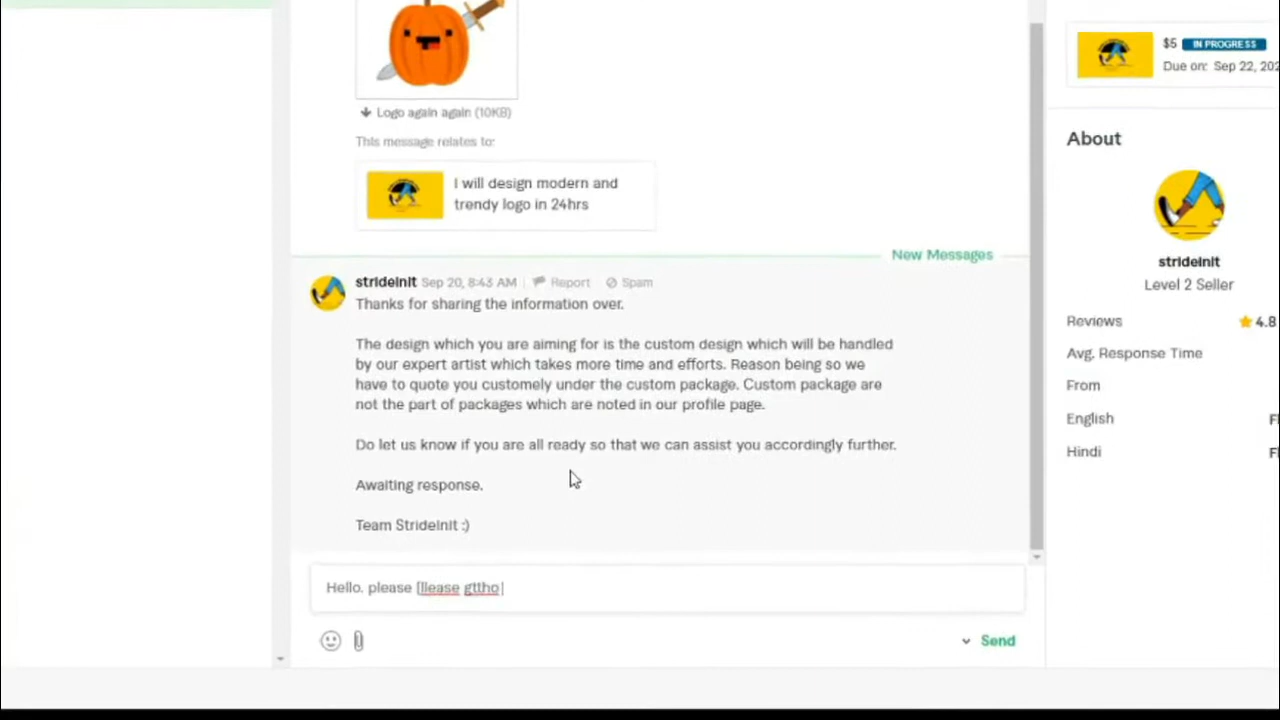 Logo again again (10KB)
This message relates to:
I will design modern and
trendy logo in 24hrs
New Messages
strideinit Sep 20, 8:43 AM | Report Spam
Thanks for sharing the information over.
The design which you are aiming for is the custom design which will be handled
by our expert artist which takes more time and efforts. Reason being so we
have to quote you customely under the custom package. Custom package are
not the part of packages which are noted in our profile page.
Do let us know if you are all ready so that we can assist you accordingly further.
Awaiting response.
Team StrideInit :)
Hello. please [llease gttho
Send
$5 IN PROGRESS
Due on: Sep 22, 202
About
strideinit
Level 2 Seller
Reviews 4.8
Avg. Response Time
From
English Fl
Hindi Fl